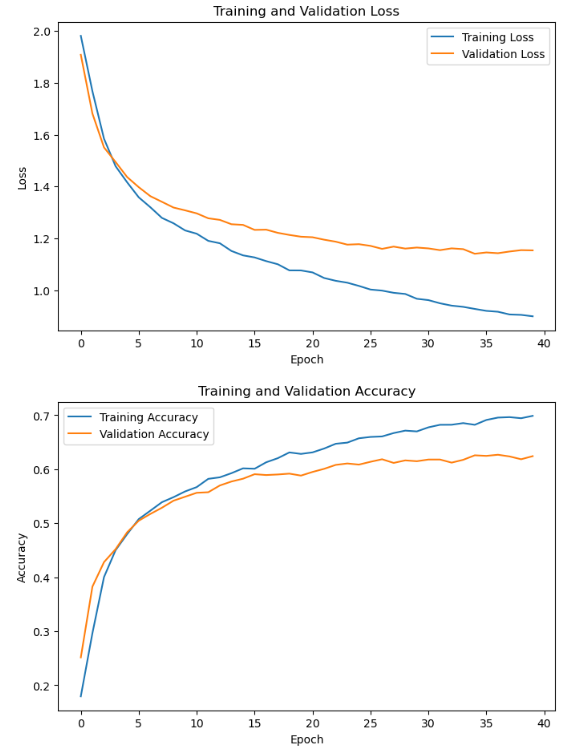 Training and Validation Loss
2.0
1.8
1.6
1.4
1.2
1.0
Loss
Training Loss
Validation Loss
0 5 10 15 20 25 30 35 40
Epoch
Training and Validation Accuracy
0.7
0.6
0.5
0.4
0.3
0.2
Accuracy
Training Accuracy
Validation Accuracy
0 5 10 15 20 25 30 35 40
Epoch